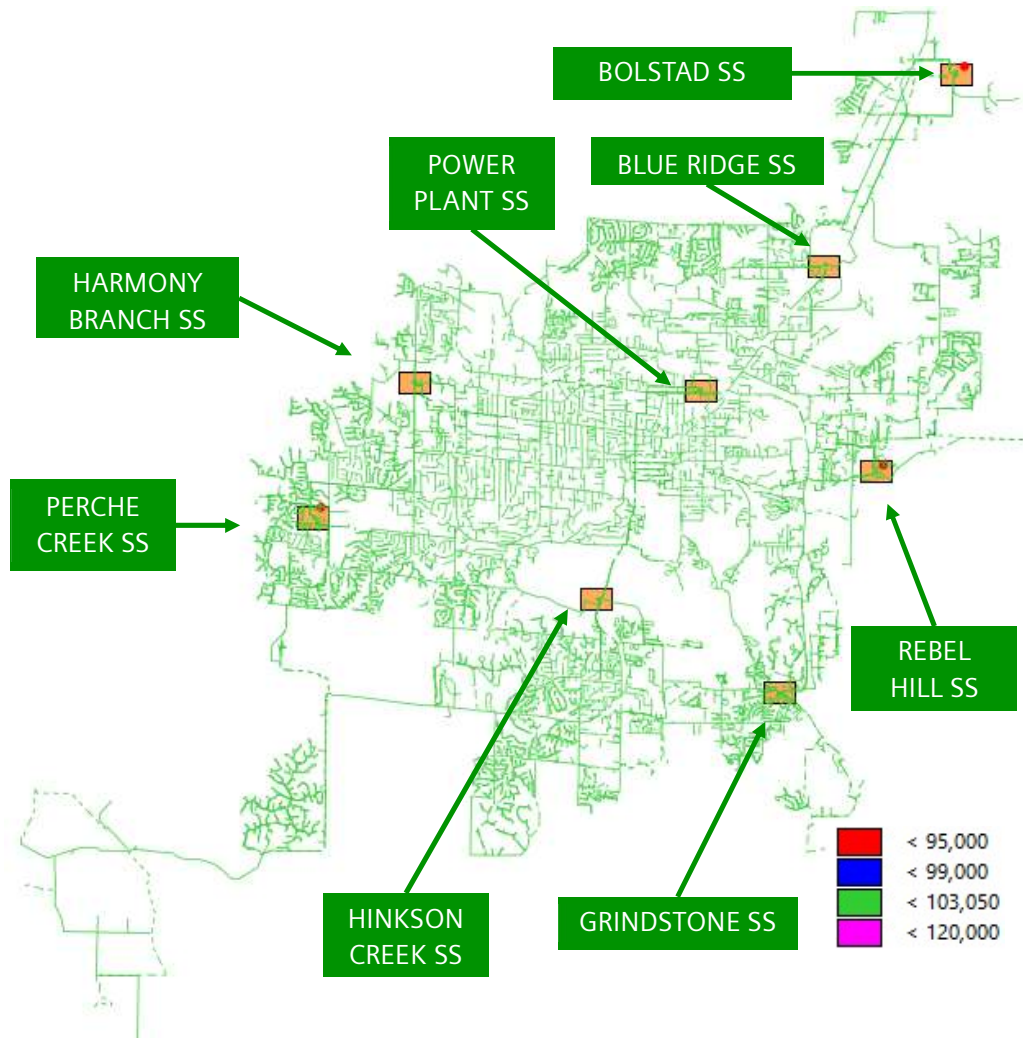 BOLSTAD SS
POWER
PLANT SS
BLUE RIDGE SS
HARMONY
BRANCH SS
PERCHE
CREEK SS
REBEL
HILL SS
HINKSON
CREEK SS
GRINDSTONE SS
< 95,000
< 99,000
< 103,050
< 120,000